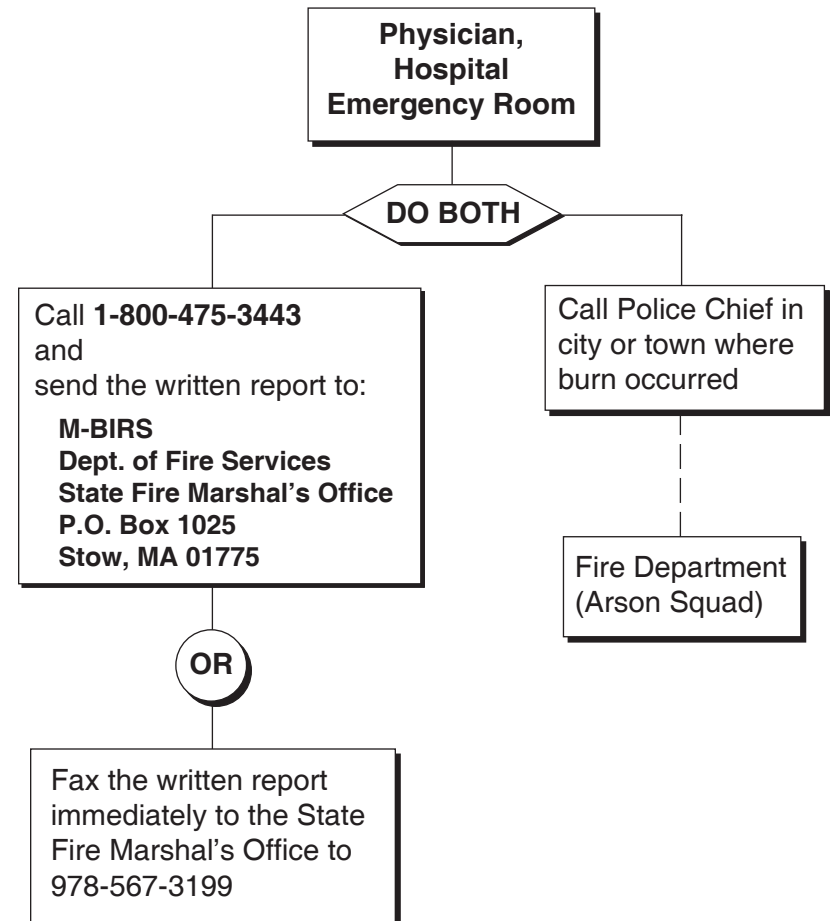 Physician,
Hospital
Emergency Room
DO BOTH
Call 1-800-475-3443
and
send the written report to:
M-BIRS
Dept. of Fire Services
State Fire Marshal's Office
P.O. Box 1025
Stow, MA 01775
OR
Fax the written report
immediately to the State
Fire Marshal's Office to
978-567-3199
Call Police Chief in
city or town where
burn occurred
Fire Department
(Arson Squad)